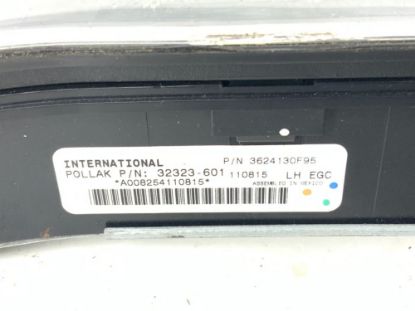 INTERNATIONAL P/N 3624130F95
POLLAK P/N: 32323-601 110815 LH EGC
*A008254110815* ASSEMBLED IN MEXICO